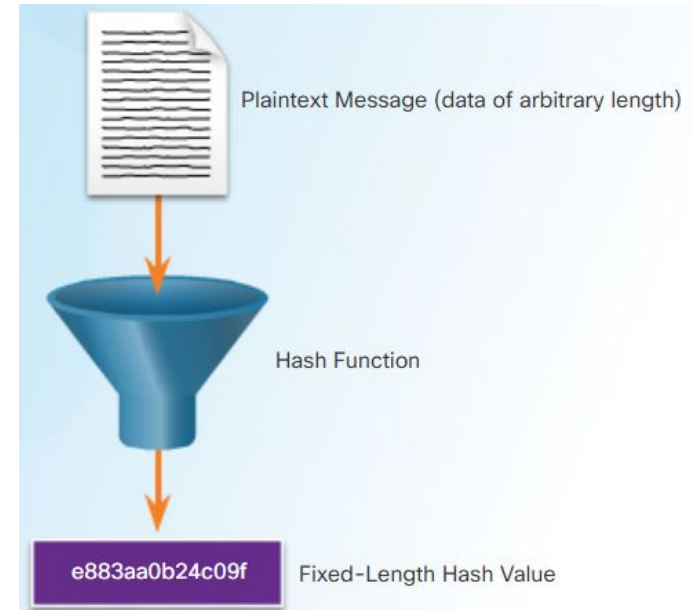 Plaintext Message (data of arbitrary length)
Hash Function
e883aa0b24c09f
Fixed-Length Hash Value